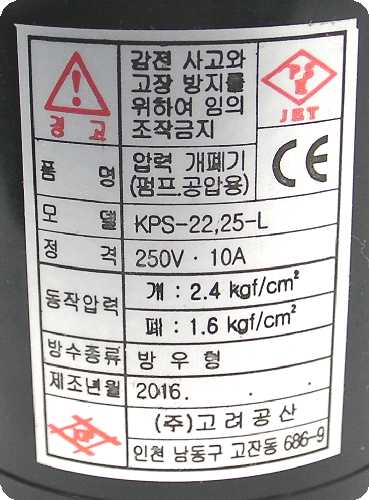 경고
감전 사고와
고장 방지를
위하여 임의
조작금지
PSE
JET
품 명
압력 개폐기
(펌프.공압용)
CE
모 델
KPS-22,25-L
정 격
250V · 10A
동작압력
개 : 2.4 kgf/cm²
폐 : 1.6 kgf/cm²
방수종류
방 우 형
제조년월
2016. . .
(주)고려공산
인천 남동구 고잔동 686-9